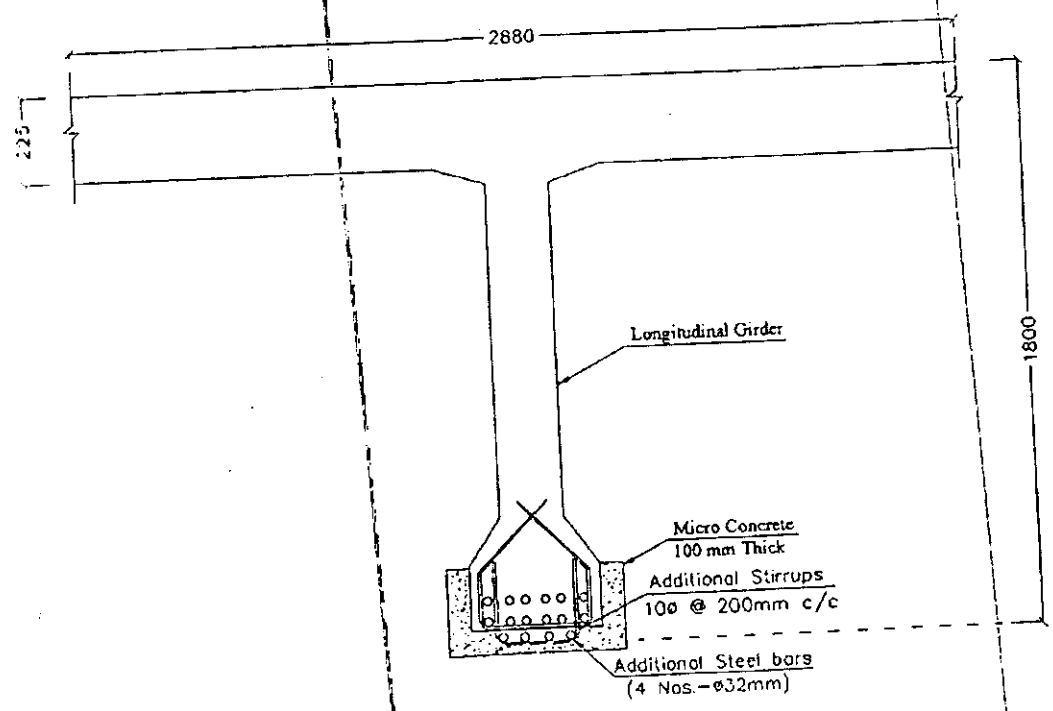 2880
225
1800
Longitudinal Girder
Micro Concrete
100 mm Thick
Additional Stirrups
10ø @ 200mm c/c
Additional Steel bars
(4 Nos.-ø32mm)